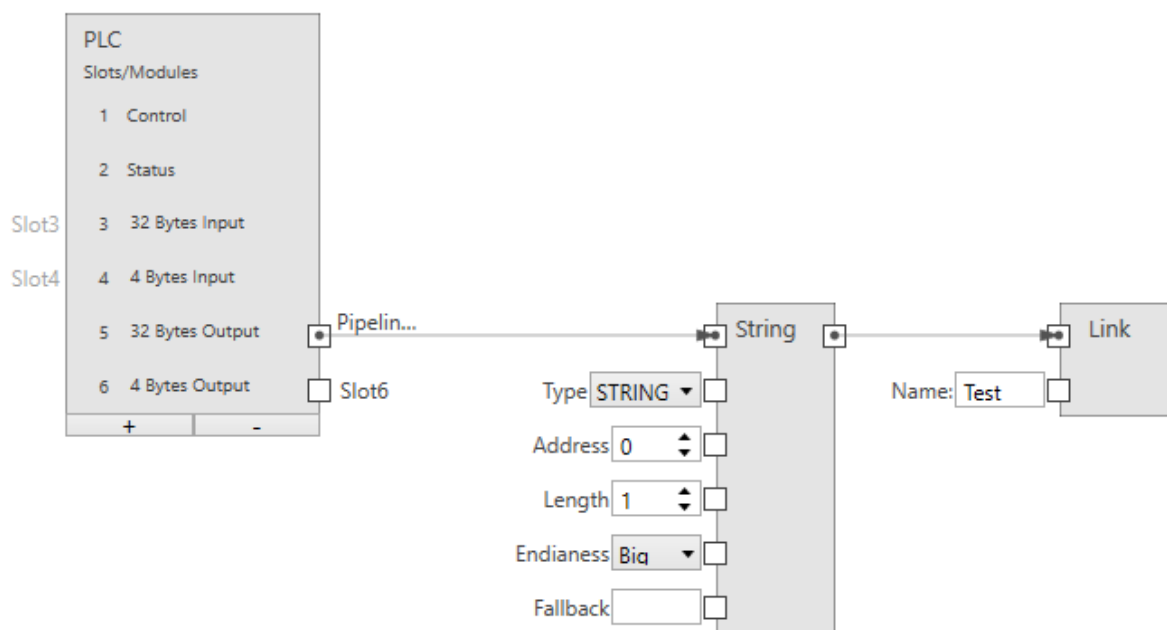 PLC
Slots/Modules
1 Control
2 Status
Slot3 3 32 Bytes Input
Slot4 4 4 Bytes Input
5 32 Bytes Output Pipelin...
6 4 Bytes Output Slot6
+ -
String
Type STRING
Address 0
Length 1
Endianess Big
Fallback
Link
Name: Test